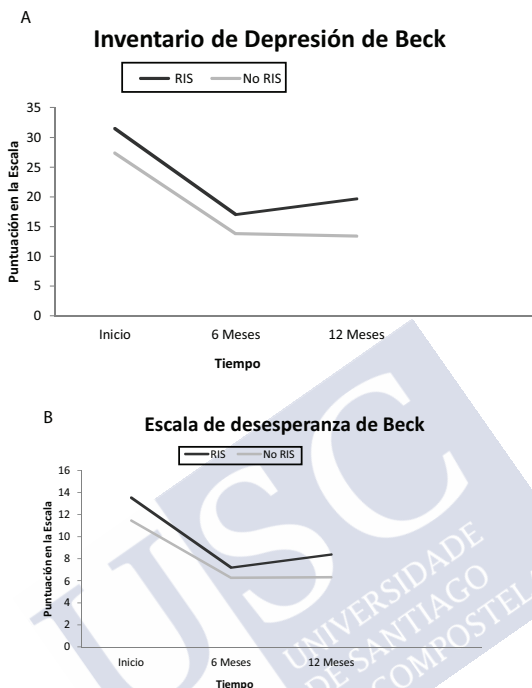 A
Inventario de Depresión de Beck
RIS No RIS
35
30
25
20
15
10
5
0
Puntuación en la Escala
Inicio 6 Meses 12 Meses
Tiempo
B
Escala de desesperanza de Beck
RIS No RIS
16
14
12
10
8
6
4
2
0
Puntuación en la Escala
Inicio 6 Meses 12 Meses
Tiempo
USC
UNIVERSIDADE
DE SANTIAGO